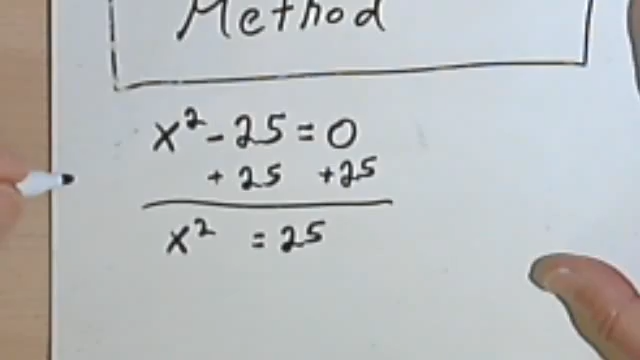 Method
x² - 25 = 0
+ 25 +25
x² = 25